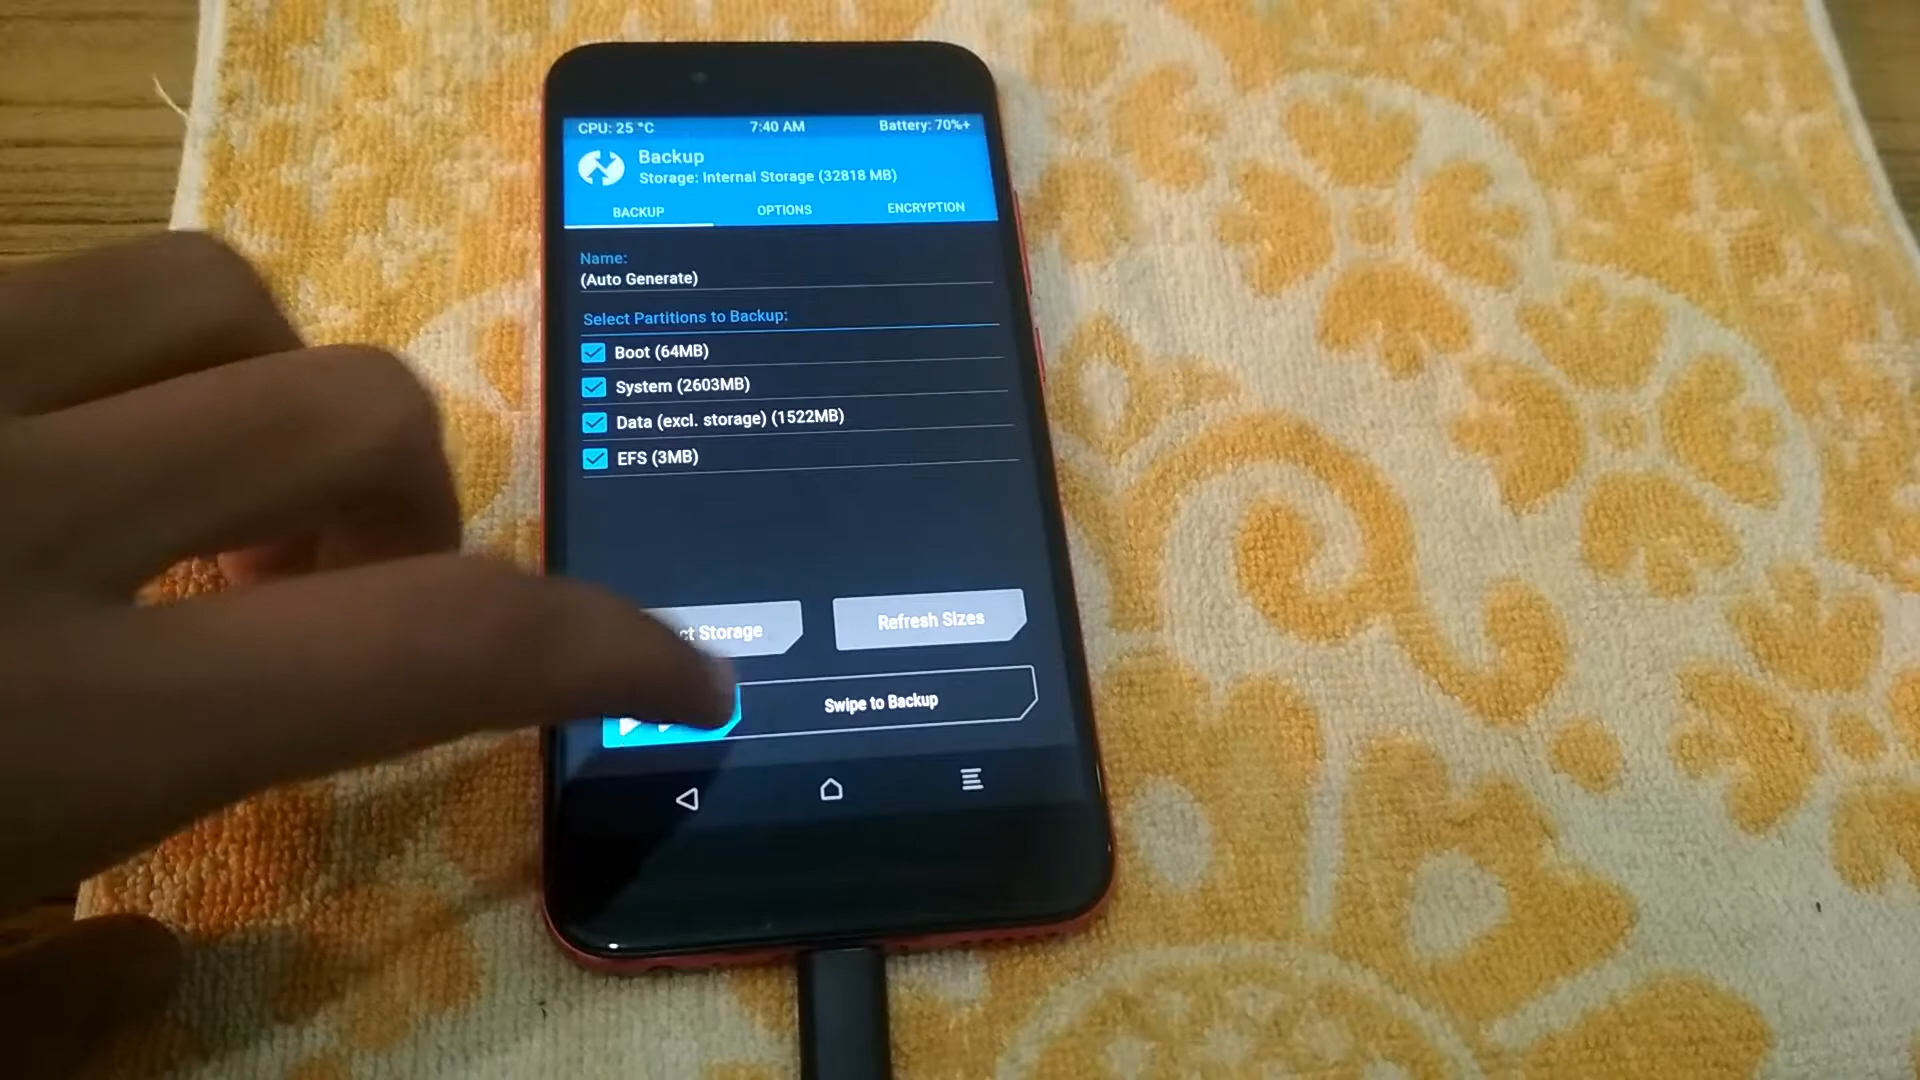 CPU: 25 °C 7:40 AM Battery: 70%+
Backup
Storage: Internal Storage (32818 MB)
BACKUP OPTIONS ENCRYPTION
Name:
(Auto Generate)
Select Partitions to Backup:
Boot (64MB)
System (2603MB)
Data (excl. storage) (1522MB)
EFS (3MB)
Storage Refresh Sizes
Swipe to Backup